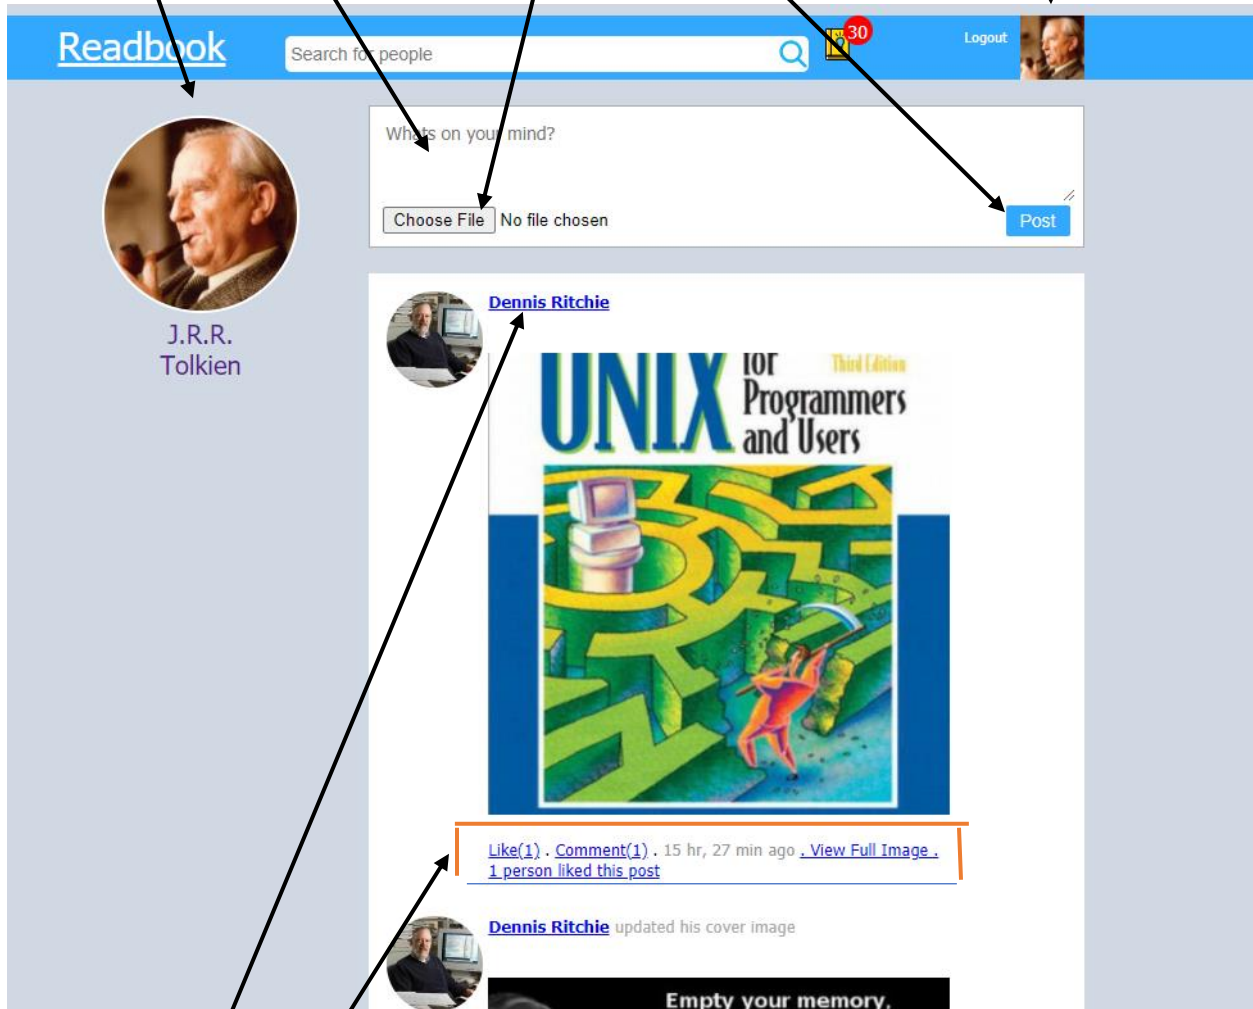 Readbook
Search for people
30
Logout
Whats on your mind?
Choose File No file chosen
Post
J.R.R.
Tolkien
Dennis Ritchie
UNIX for
Third Edition
Programmers
and Users
Like(1) . Comment(1) . 15 hr, 27 min ago . View Full Image .
1 person liked this post
Dennis Ritchie updated his cover image
Empty your memory,